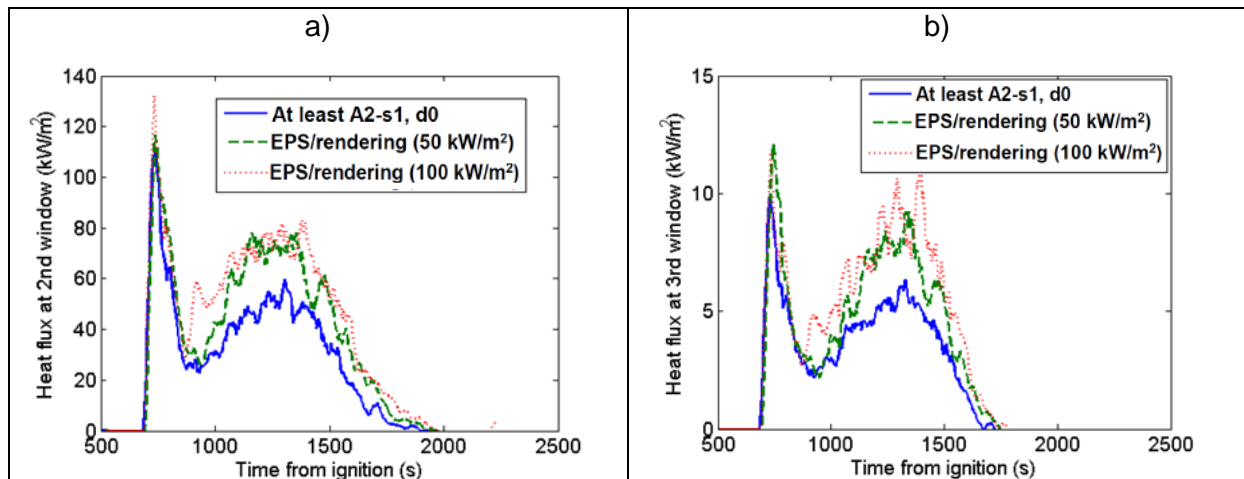 a)
140
120
100
80
60
40
20
0
Heat flux at 2nd window (kW/m²)
At least A2-s1, d0
EPS/rendering (50 kW/m²)
EPS/rendering (100 kW/m²)
500 1000 1500 2000 2500
Time from ignition (s)
b)
15
10
5
0
Heat flux at 3rd window (kW/m²)
At least A2-s1, d0
EPS/rendering (50 kW/m²)
EPS/rendering (100 kW/m²)
500 1000 1500 2000 2500
Time from ignition (s)